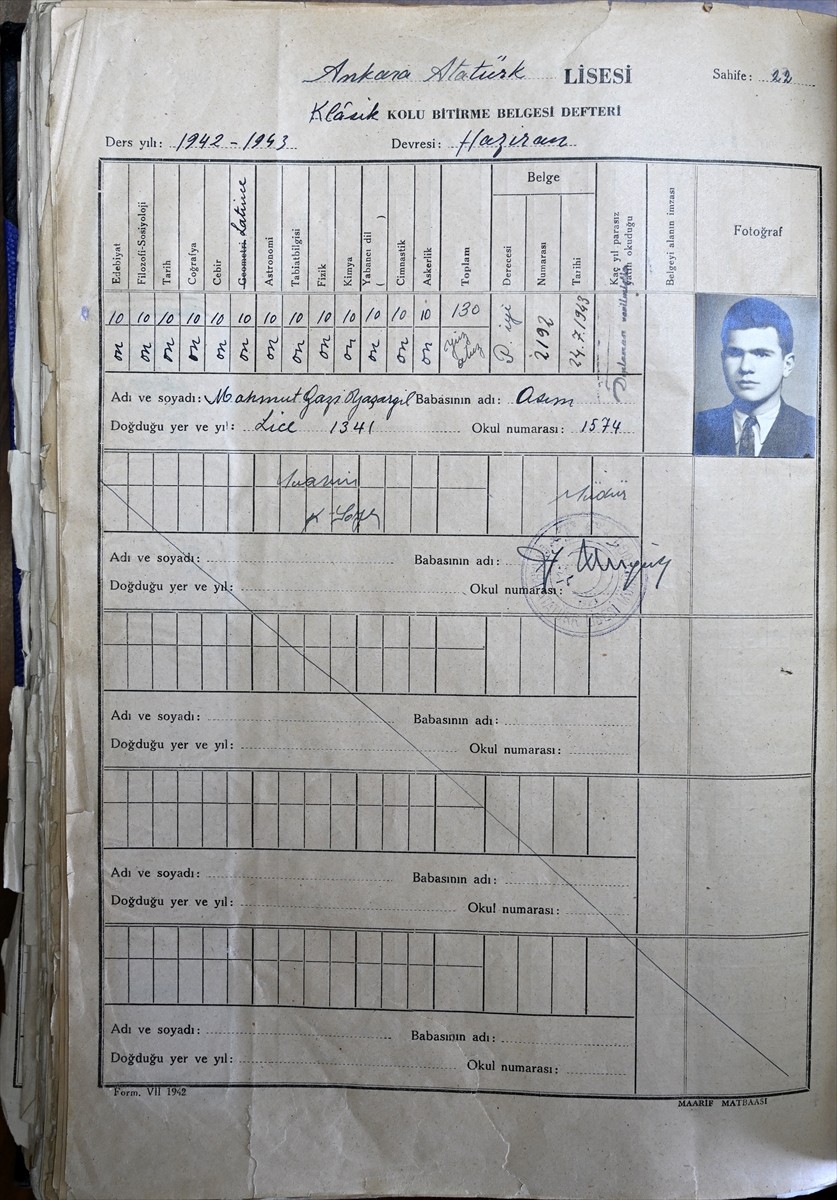 Ankara Atatürk LİSESİ Sahife: 22
Klâsik KOLU BİTİRME BELGESİ DEFTERİ
Ders yılı: 1942-1943 Devresi: Haziran
Edebiyat
Filozofi-Sosiyoloji
Tarih
Coğrafya
Cebir
Geometri Latince
Astronomi
Tabiatbilgisi
Fizik
Kimya
Yabancı dil ( )
Cimnastik
Askerlik
Toplam
Belge
Derecesi
Numarası
Tarihi
Kaç yıl parasız yatılı okuduğu
Belgeyi alanın imzası
Fotoğraf
10 10 10 10 10 10 10 10 10 10 10 10 10 130
on on on on on on on on on on on on on yüz otuz
P. iyi
2192
24.7.1943
Adı ve soyadı: Mahmut Gazi Yaşargil Babasının adı: Asım
Doğduğu yer ve yıl: Lice 1341 Okul numarası: 1574
Müdür
Adı ve soyadı: Babasının adı:
Doğduğu yer ve yıl: Okul numarası:
Adı ve soyadı: Babasının adı:
Doğduğu yer ve yıl: Okul numarası:
Adı ve soyadı: Babasının adı:
Doğduğu yer ve yıl: Okul numarası:
Adı ve soyadı: Babasının adı:
Doğduğu yer ve yıl: Okul numarası:
Form. VII 1942 MAARİF MATBAASI